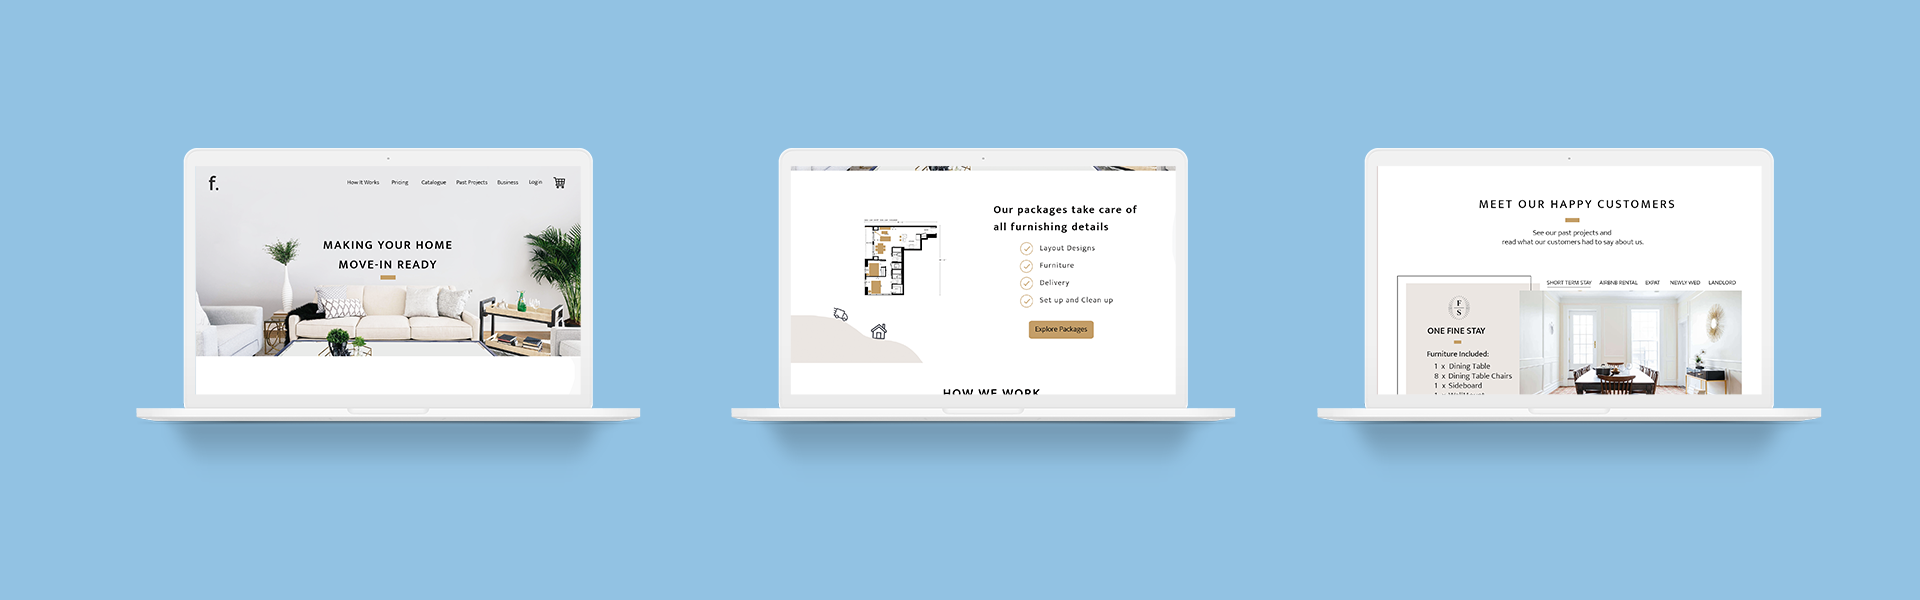 f.
How It Works Pricing Catalogue Past Projects Business Login
MAKING YOUR HOME
MOVE-IN READY
Our packages take care of
all furnishing details
Layout Designs
Furniture
Delivery
Set up and Clean up
Explore Packages
HOW WE WORK
MEET OUR HAPPY CUSTOMERS
See our past projects and
read what our customers had to say about us.
SHORT TERM STAY AIRBNB RENTAL EXPAT NEWLY WED LANDLORD
F
S
ONE FINE STAY
Furniture Included:
1 x Dining Table
8 x Dining Table Chairs
1 x Sideboard